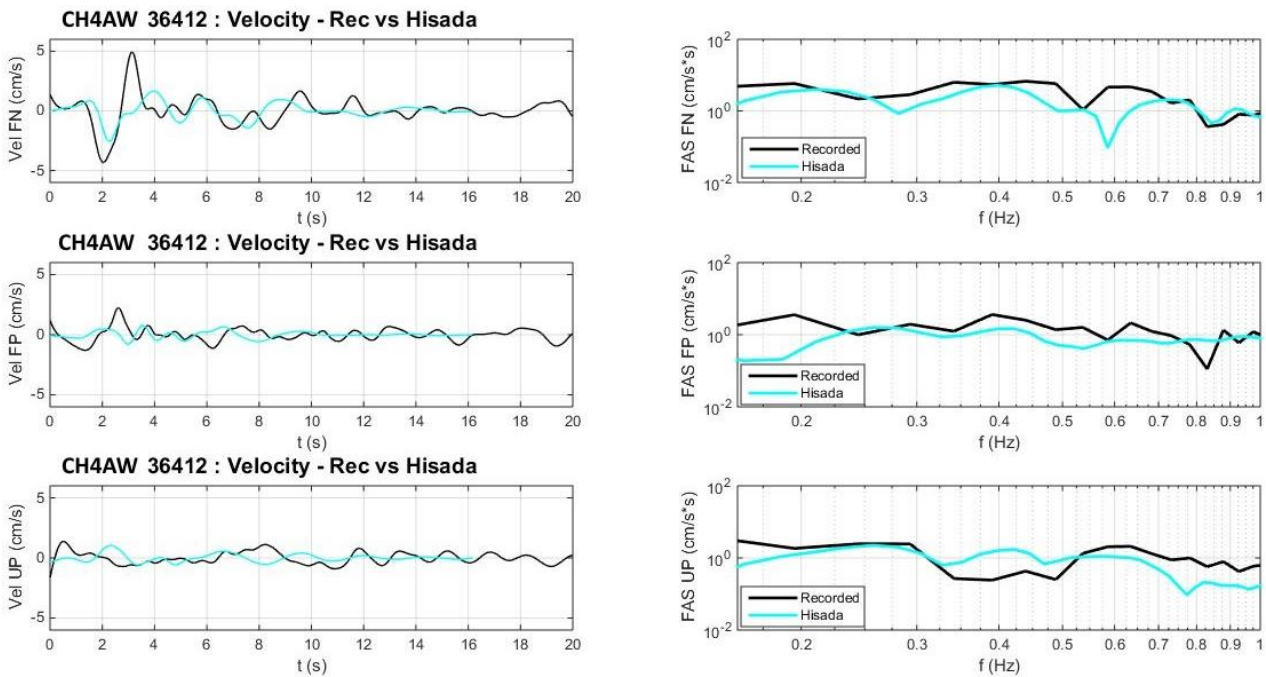 CH4AW 36412 : Velocity - Rec vs Hisada
5
0
-5
Vel FN (cm/s)
0 2 4 6 8 10 12 14 16 18 20
t (s)
10^2
10^0
10^-2
FAS FN (cm/s*s)
Recorded
Hisada
0.2 0.3 0.4 0.5 0.6 0.7 0.8 0.9 1
f (Hz)
CH4AW 36412 : Velocity - Rec vs Hisada
5
0
-5
Vel FP (cm/s)
0 2 4 6 8 10 12 14 16 18 20
t (s)
10^2
10^0
10^-2
FAS FP (cm/s*s)
Recorded
Hisada
0.2 0.3 0.4 0.5 0.6 0.7 0.8 0.9 1
f (Hz)
CH4AW 36412 : Velocity - Rec vs Hisada
5
0
-5
Vel UP (cm/s)
0 2 4 6 8 10 12 14 16 18 20
t (s)
10^2
10^0
10^-2
FAS UP (cm/s*s)
Recorded
Hisada
0.2 0.3 0.4 0.5 0.6 0.7 0.8 0.9 1
f (Hz)